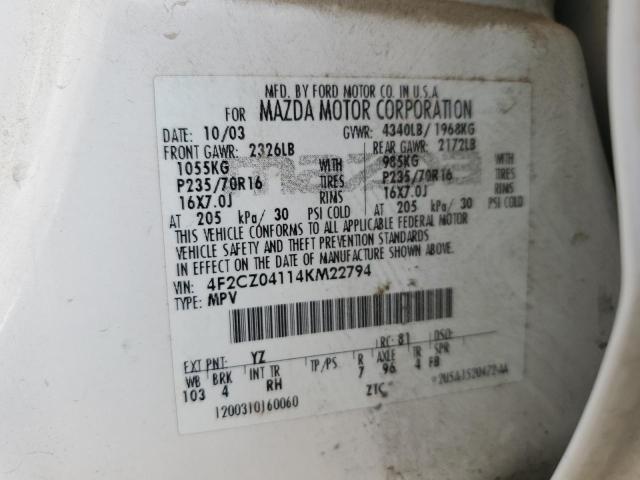 MFD. BY FORD MOTOR CO. IN U.S.A
FOR MAZDA MOTOR CORPORATION
DATE: 10/03 GVWR: 4340LB/ 1968KG
FRONT GAWR: 2326LB REAR GAWR: 2172LB
1055KG WITH 985KG WITH
P235/70R16 TIRES P235/70R16 TIRES
16X7.0J RIMS 16X7.0J RIMS
AT 205 kPa/ 30 PSI COLD AT 205 kPa/ 30 PSI COLD
THIS VEHICLE CONFORMS TO ALL APPLICABLE FEDERAL MOTOR
VEHICLE SAFETY AND THEFT PREVENTION STANDARDS
IN EFFECT ON THE DATE OF MANUFACTURE SHOWN ABOVE.
VIN: 4F2CZ04114KM22794
TYPE: MPV
EXT PNT: YZ RC: 81 DSO:
WB BRK INT TR TP/PS R AXLE TR SPR
103 4 RH 7 96 4 FB
1200310160060 ZTC